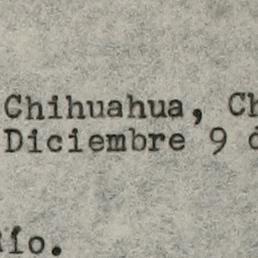 Chihuahua, Ch
Diciembre 9 d
ío.